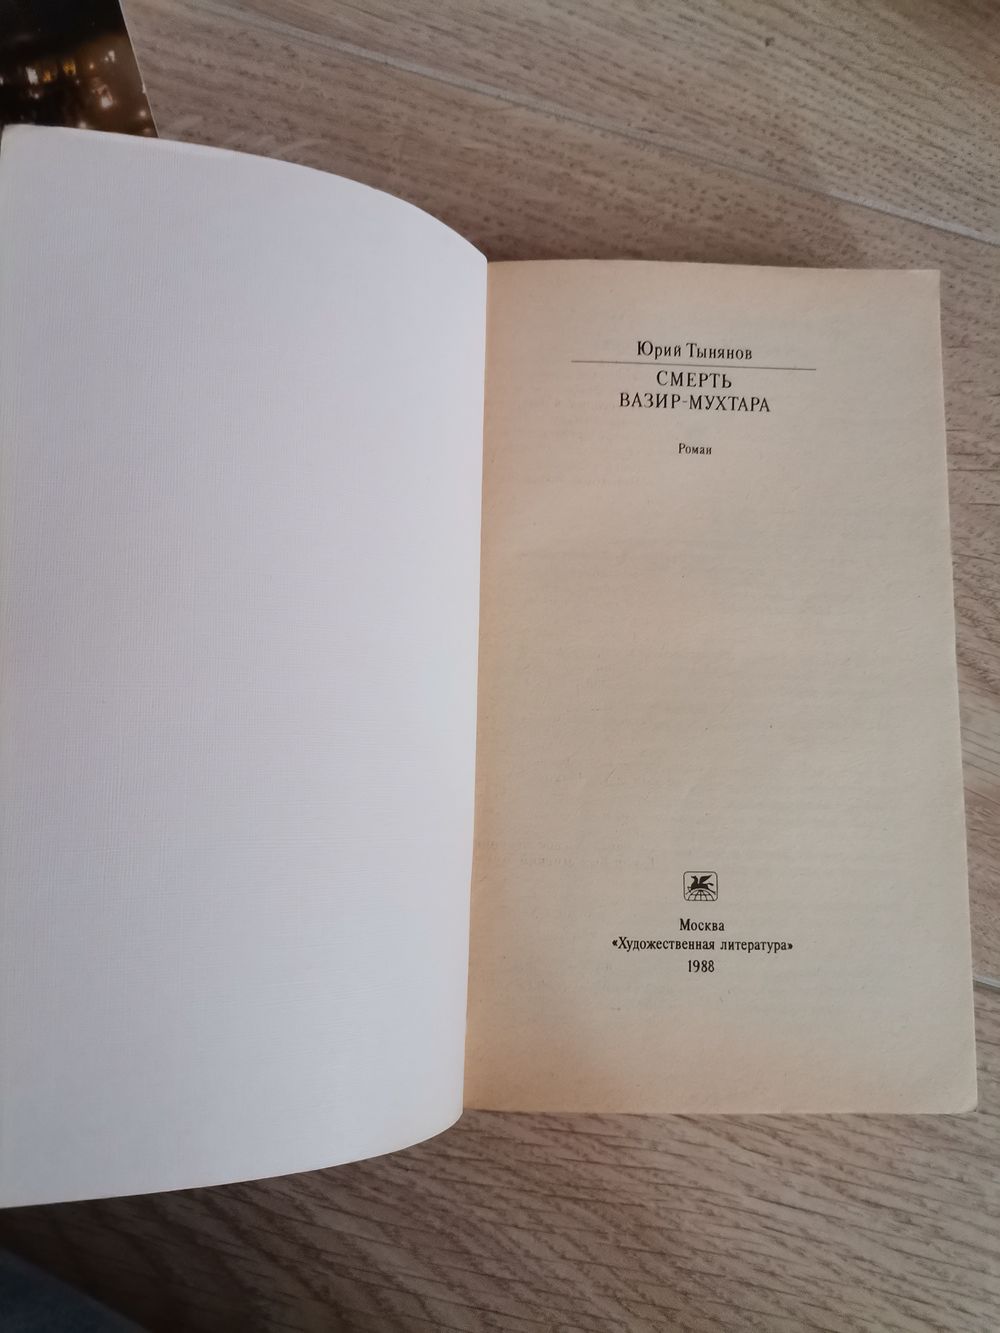 Юрий Тынянов
СМЕРТЬ
ВАЗИР-МУХТАРА
Роман
Москва
«Художественная литература»
1988